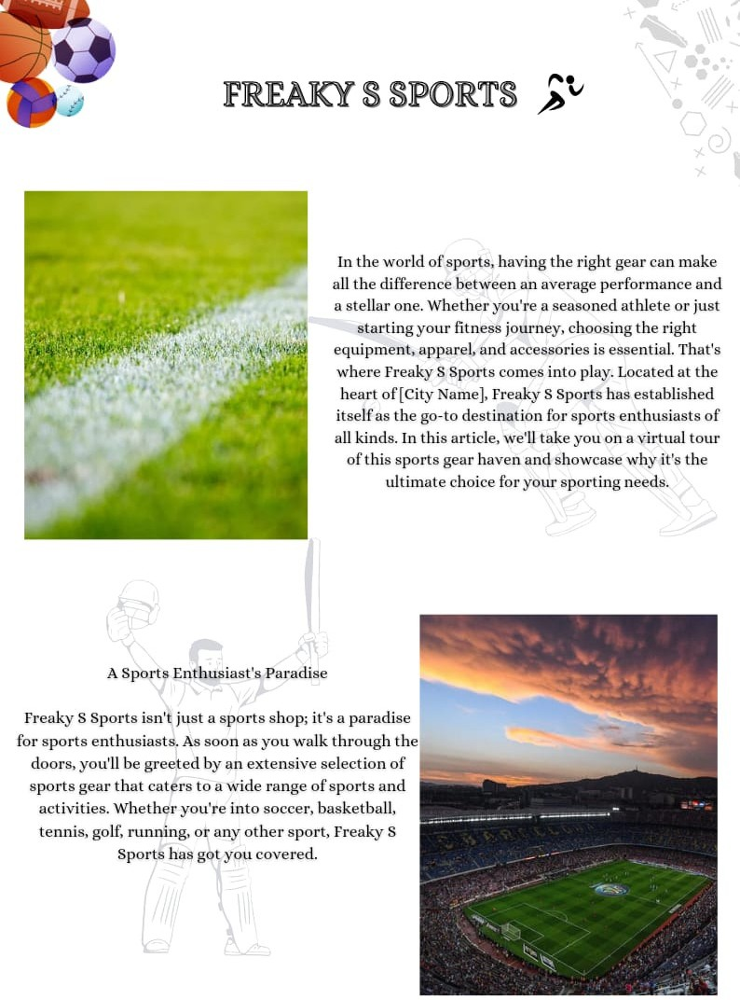 FREAKY S SPORTS
In the world of sports, having the right gear can make
all the difference between an average performance and
a stellar one. Whether you're a seasoned athlete or just
starting your fitness journey, choosing the right
equipment, apparel, and accessories is essential. That's
where Freaky S Sports comes into play. Located at the
heart of [City Name], Freaky S Sports has established
itself as the go-to destination for sports enthusiasts of
all kinds. In this article, we'll take you on a virtual tour
of this sports gear haven and showcase why it's the
ultimate choice for your sporting needs.
A Sports Enthusiast's Paradise
Freaky S Sports isn't just a sports shop; it's a paradise
for sports enthusiasts. As soon as you walk through the
doors, you'll be greeted by an extensive selection of
sports gear that caters to a wide range of sports and
activities. Whether you're into soccer, basketball,
tennis, golf, running, or any other sport, Freaky S
Sports has got you covered.